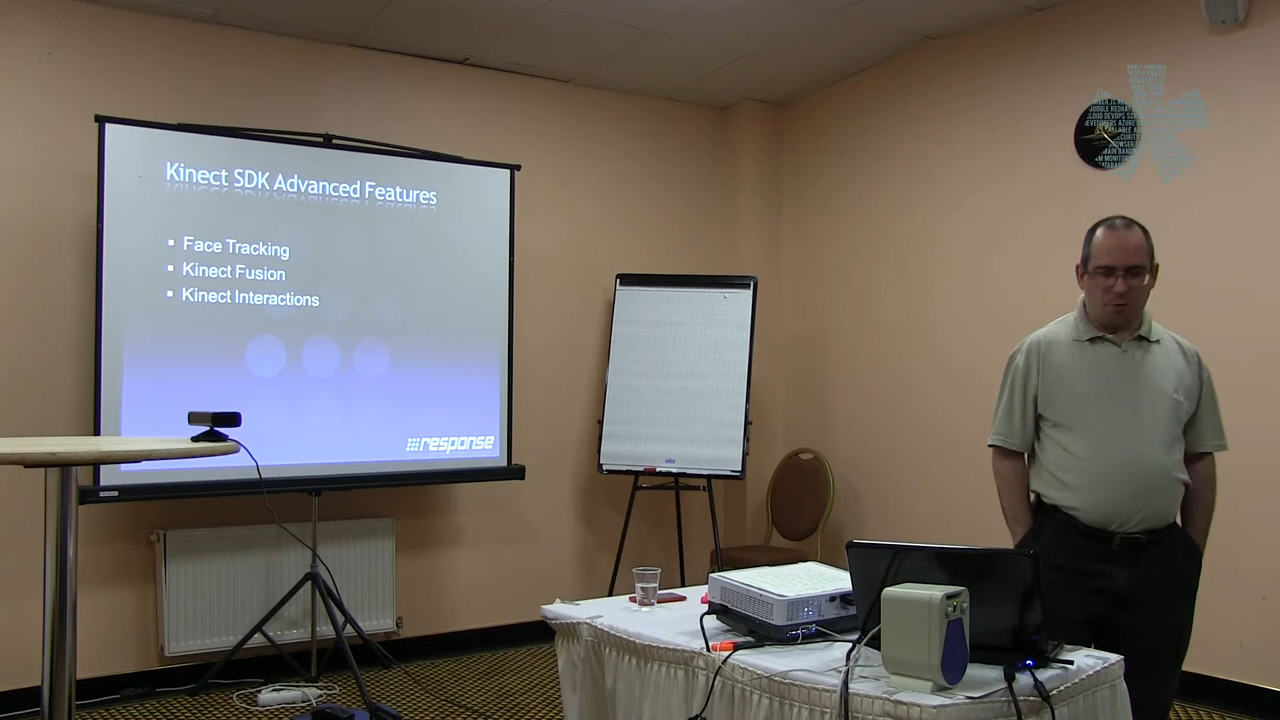 Kinect SDK Advanced Features
Face Tracking
Kinect Fusion
Kinect Interactions
response